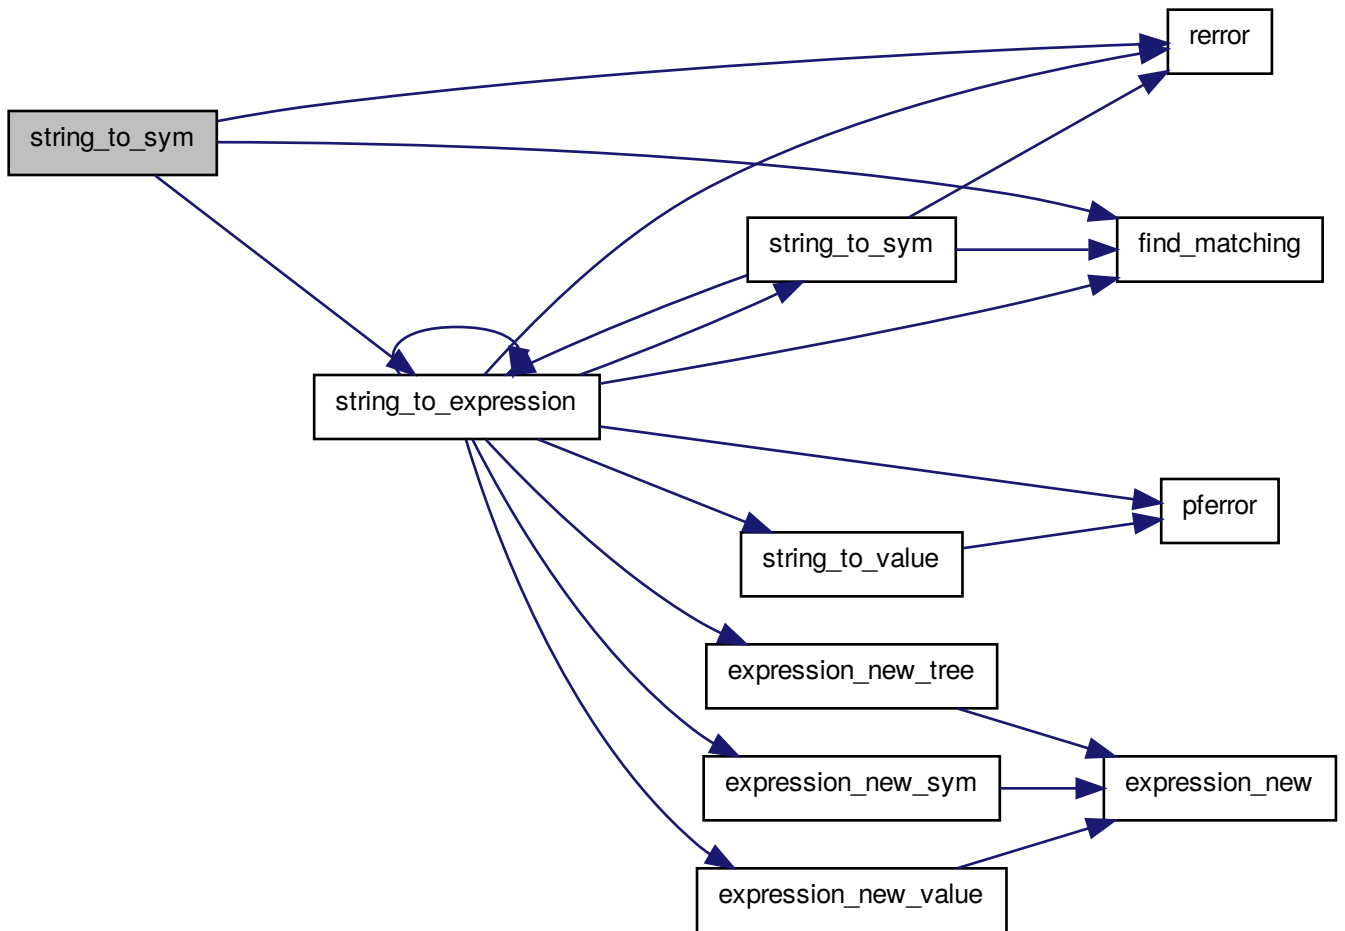 rerror
string_to_sym
string_to_sym
find_matching
string_to_expression
pferror
string_to_value
expression_new_tree
expression_new_sym
expression_new
expression_new_value